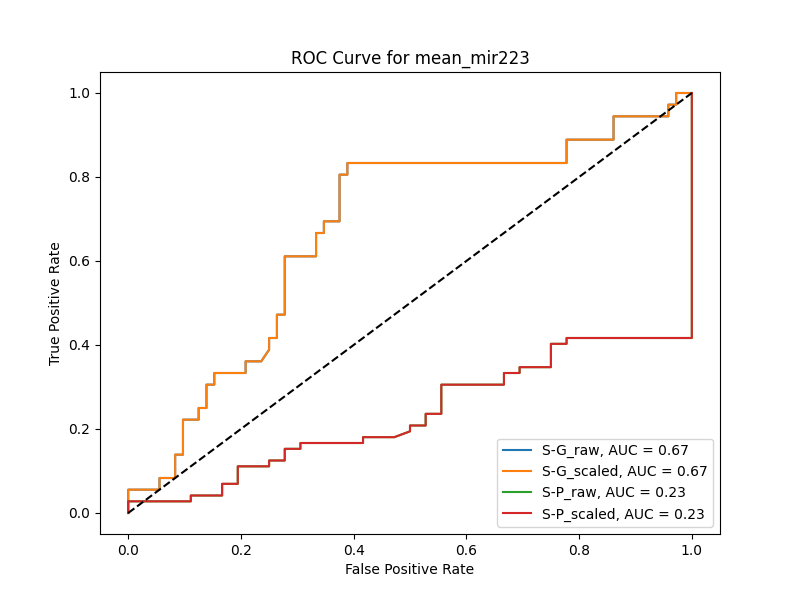 ROC Curve for mean_mir223
True Positive Rate
1.0
0.8
0.6
0.4
0.2
0.0
0.0 0.2 0.4 0.6 0.8 1.0
False Positive Rate
S-G_raw, AUC = 0.67
S-G_scaled, AUC = 0.67
S-P_raw, AUC = 0.23
S-P_scaled, AUC = 0.23